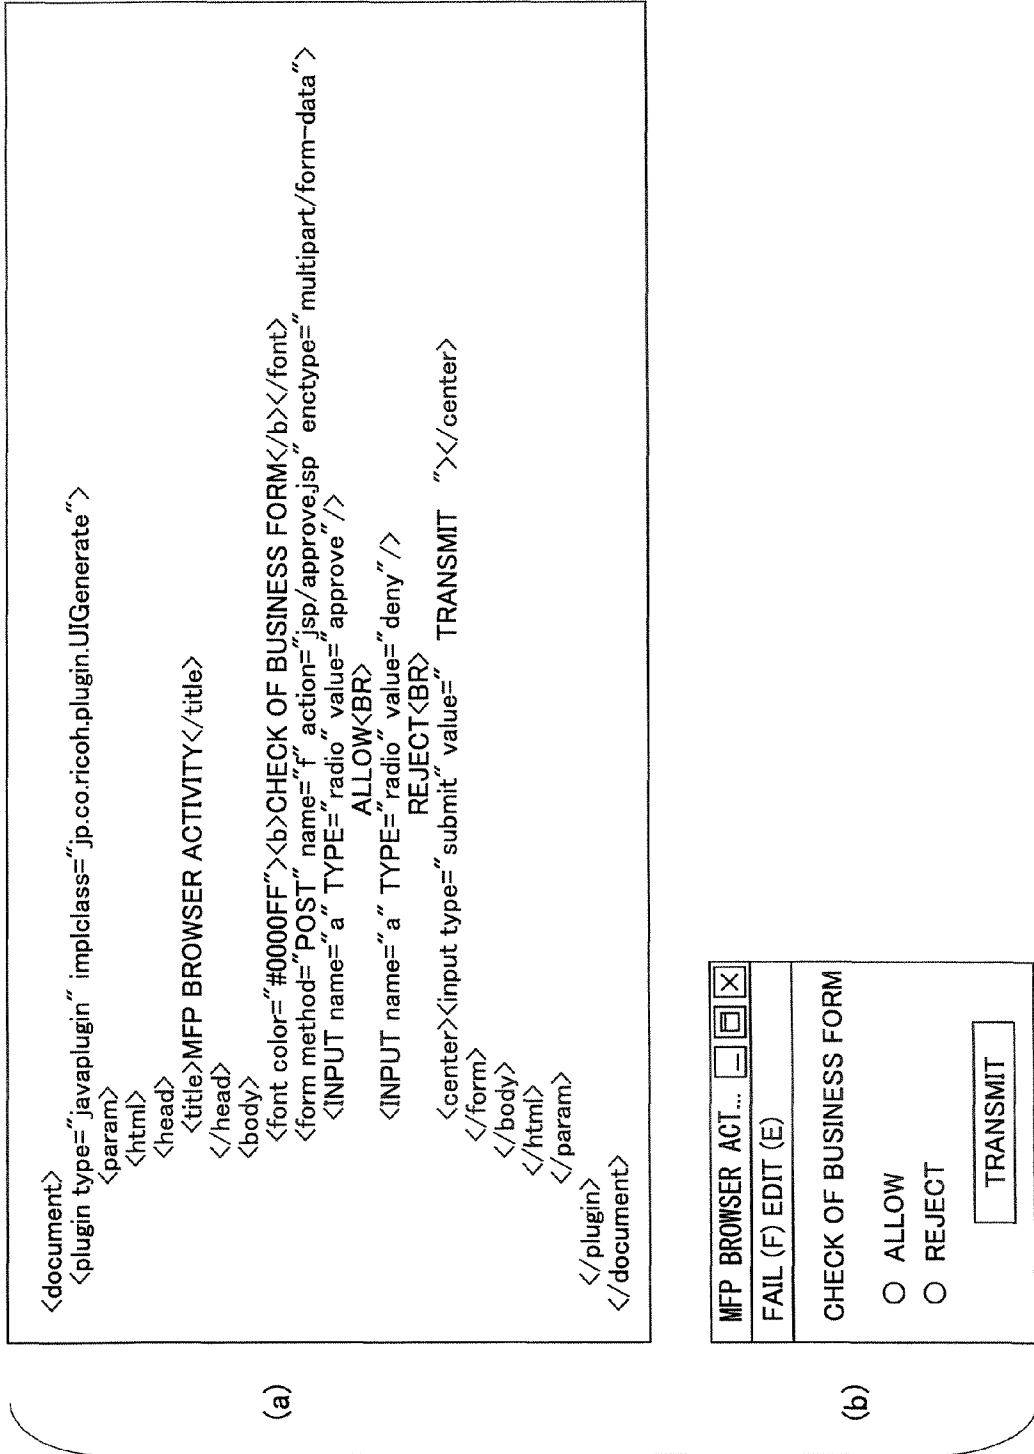 (a)
<document>
<plugin type="javaplugin" implclass="jp.co.ricoh.plugin.UIGenerate">
<param>
<html>
<head>
<title>MFP BROWSER ACTIVITY</title>
</head>
<body>
<font color="#0000FF"><b>CHECK OF BUSINESS FORM</b></font>
<form method="POST" name="f" action="jsp/approve.jsp" enctype="multipart/form-data">
<INPUT name="a" TYPE="radio" value="approve"/>
ALLOW<BR>
<INPUT name="a" TYPE="radio" value="deny"/>
REJECT<BR>
<center><input type="submit" value=" TRANSMIT "></center>
</form>
</body>
</html>
</param>
</plugin>
</document>
(b)
MFP BROWSER ACT...
FAIL (F) EDIT (E)
CHECK OF BUSINESS FORM
ALLOW
REJECT
TRANSMIT